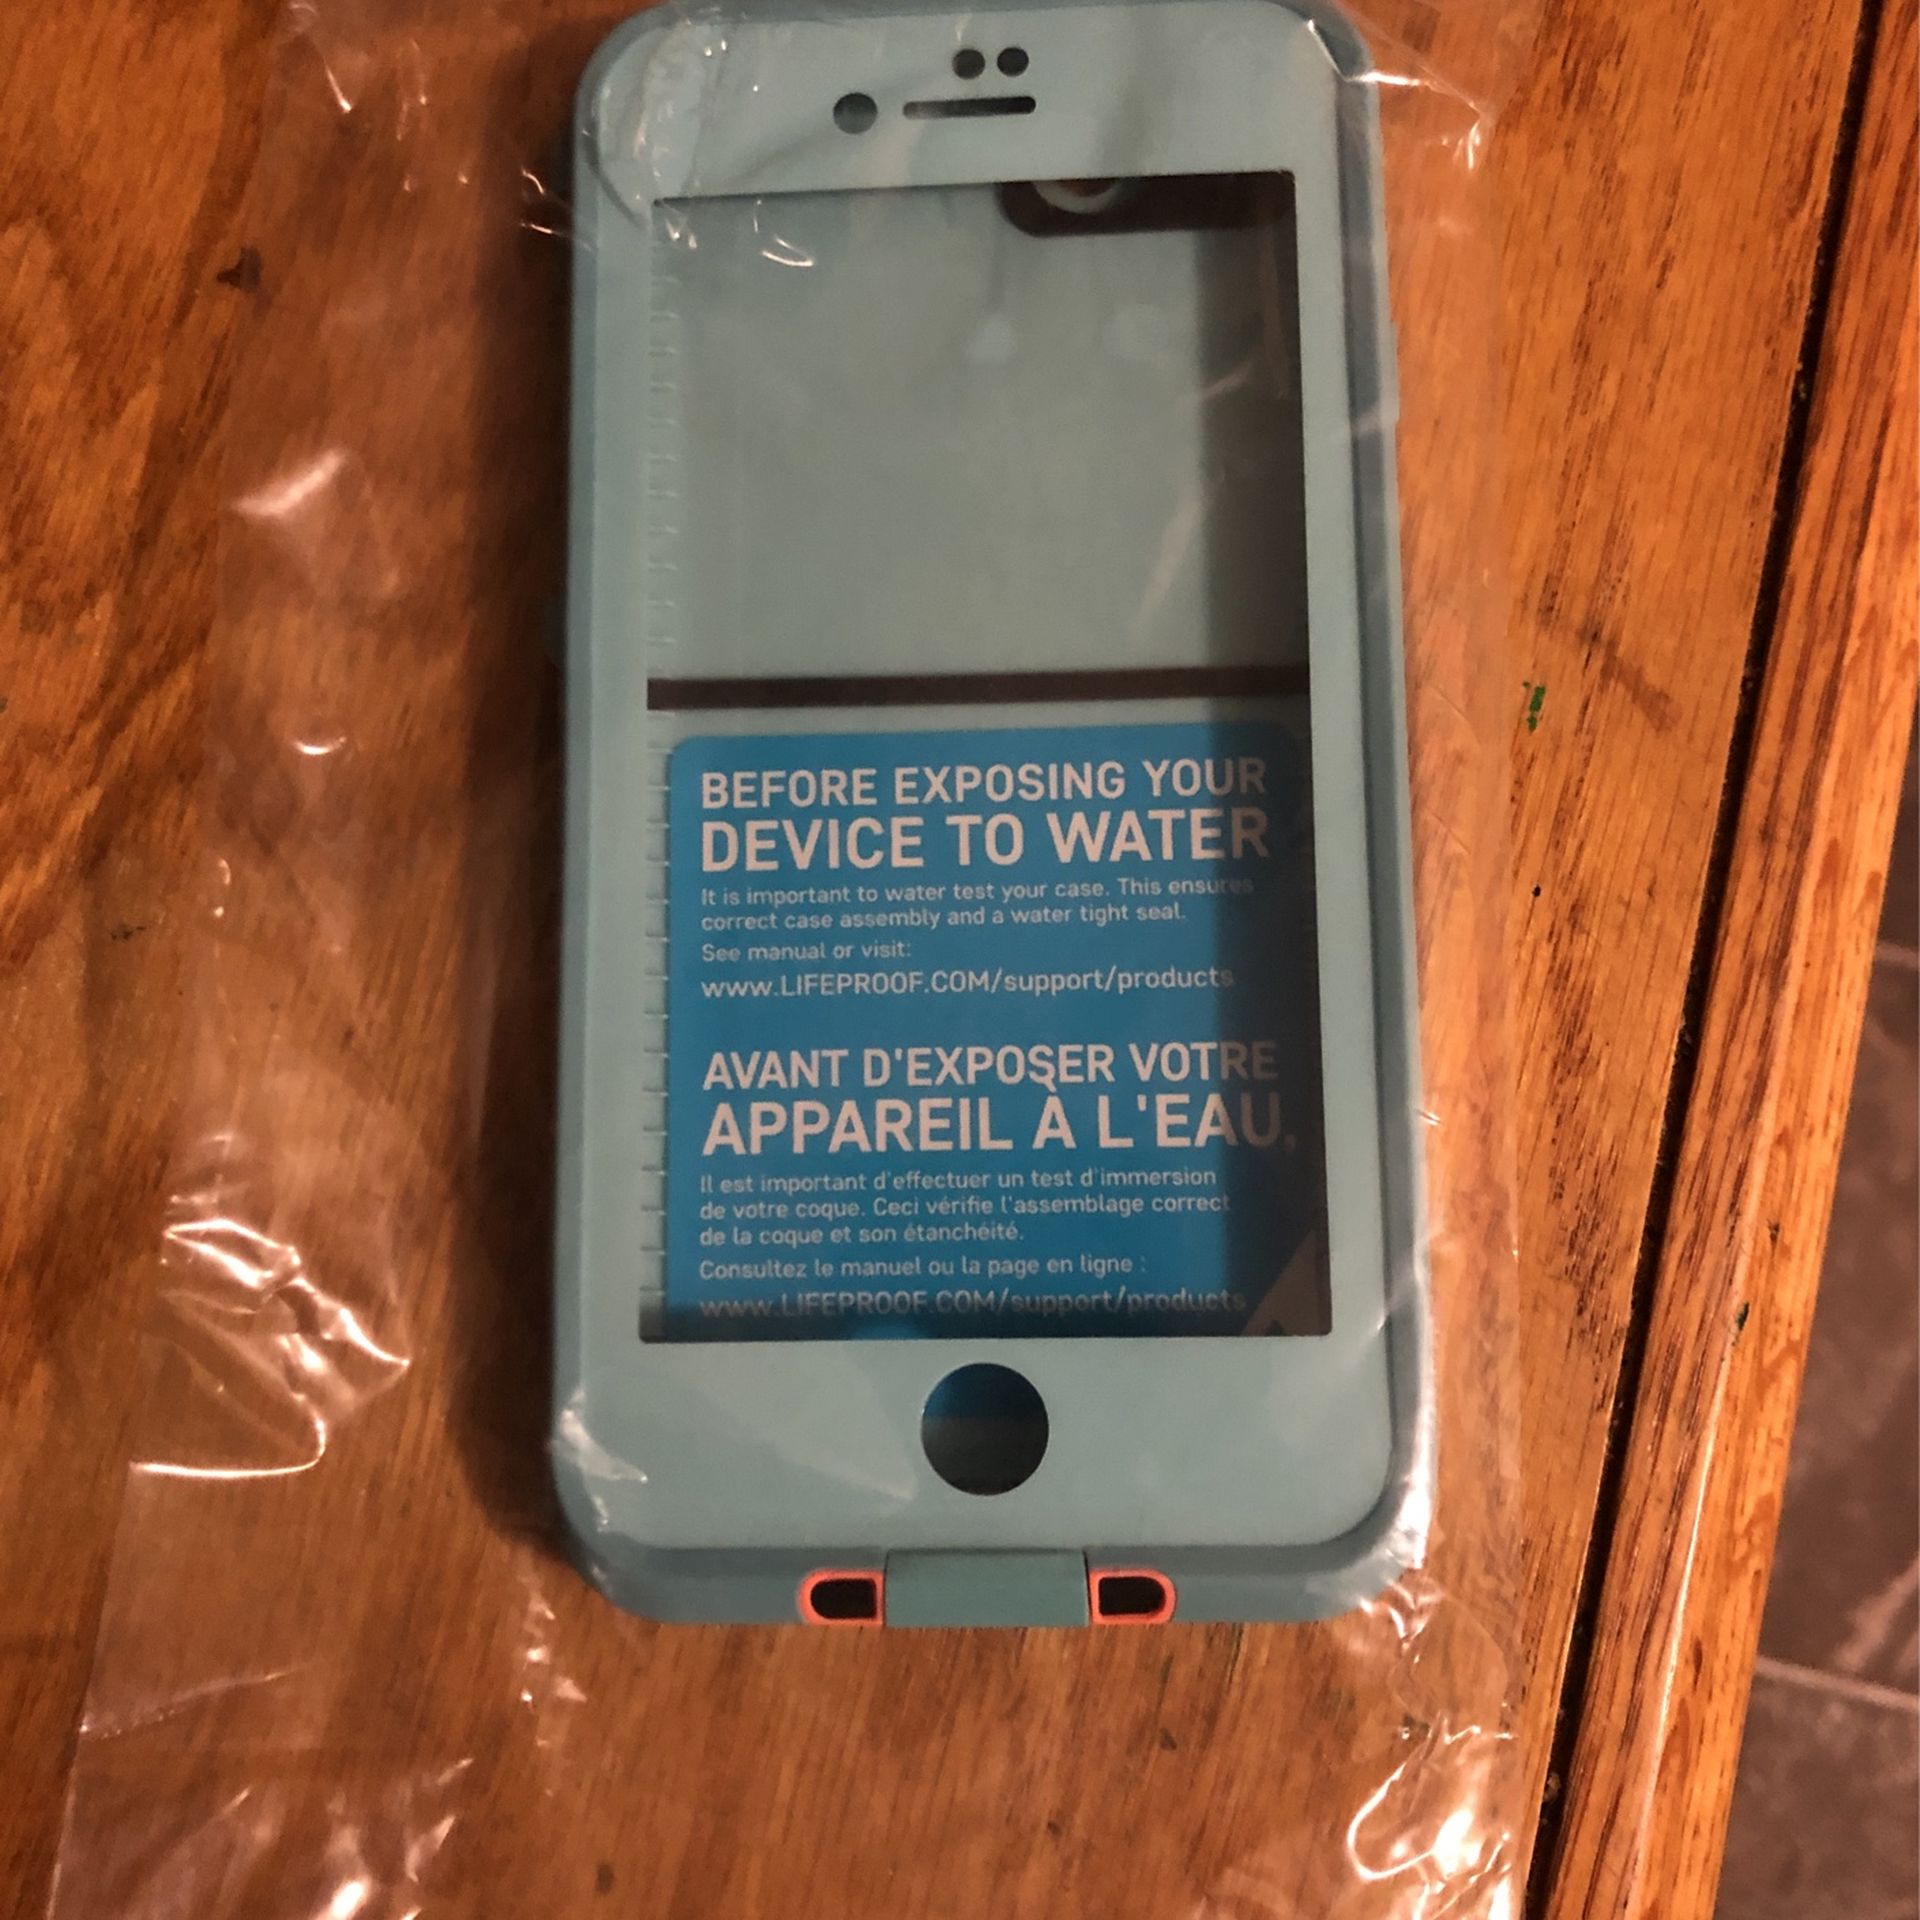 BEFORE EXPOSING YOUR
DEVICE TO WATER
It is important to water test your case. This ensures
correct case assembly and a water tight seal.
See manual or visit:
www.LIFEPROOF.COM/support/products
AVANT D'EXPOSER VOTRE
APPAREIL À L'EAU,
Il est important d'effectuer un test d'immersion
de votre coque. Ceci vérifie l'assemblage correct
de la coque et son étanchéité.
Consultez le manuel ou la page en ligne :
www.LIFEPROOF.COM/support/products